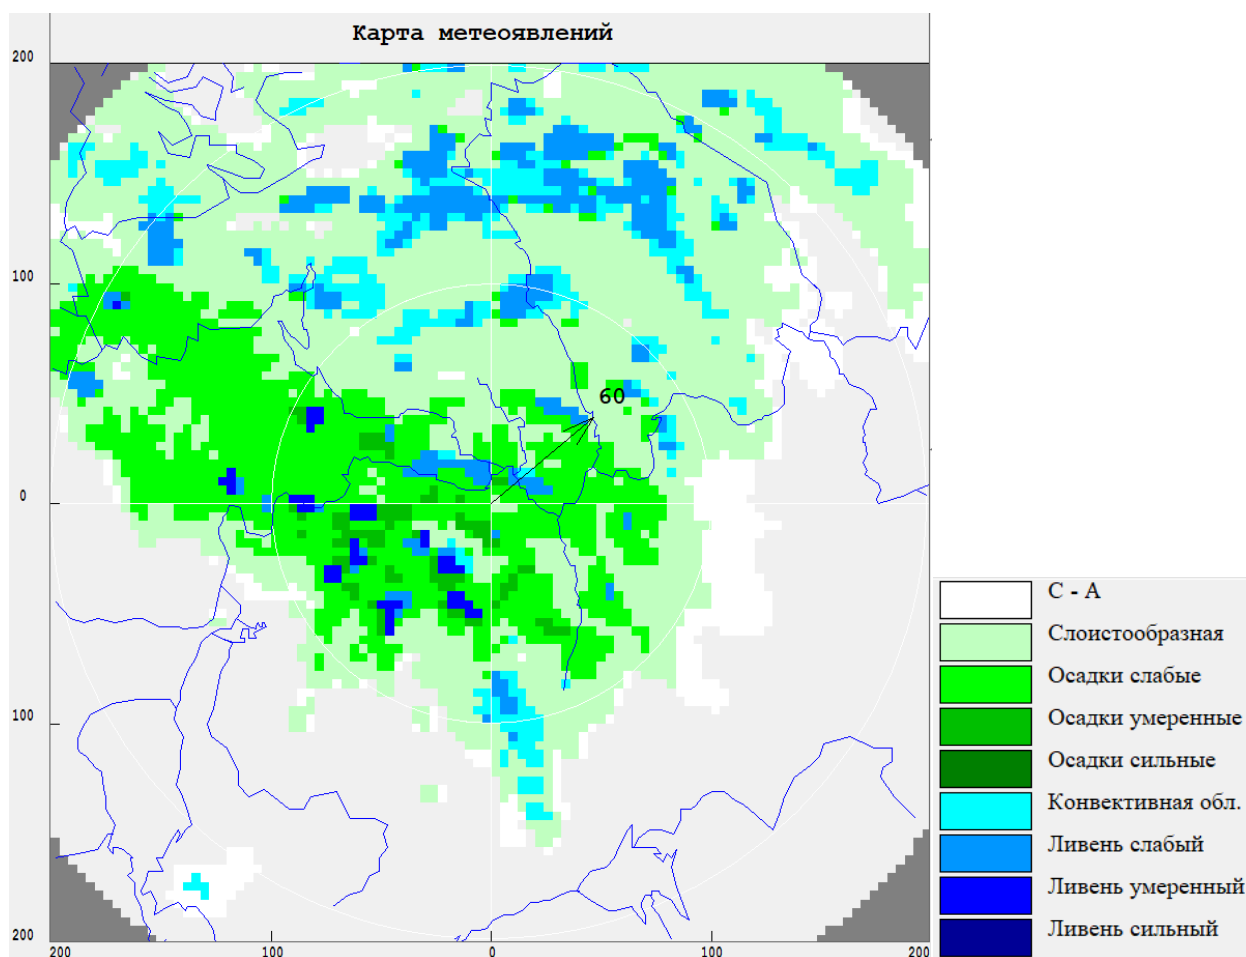 Карта метеоявлений
200
100
0
100
200
200
100
0
100
200
60
С - А
Слоистообразная
Осадки слабые
Осадки умеренные
Осадки сильные
Конвективная обл.
Ливень слабый
Ливень умеренный
Ливень сильный